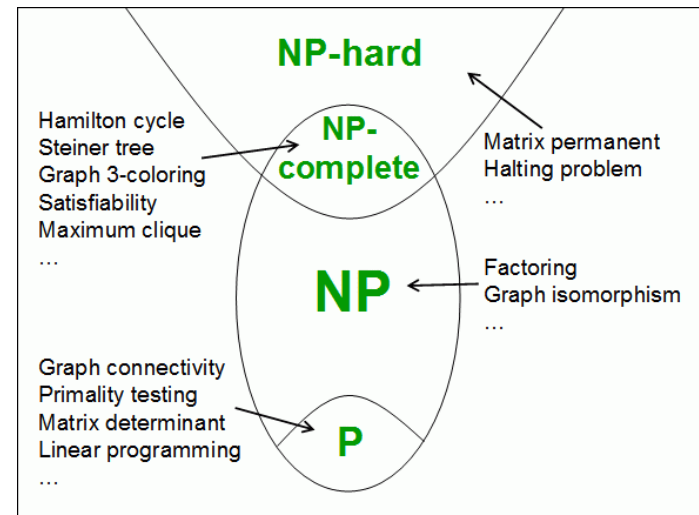 NP-hard
Hamilton cycle
Steiner tree
Graph 3-coloring
Satisfiability
Maximum clique
…
NP-
complete
Matrix permanent
Halting problem
…
NP
Factoring
Graph isomorphism
…
Graph connectivity
Primality testing
Matrix determinant
Linear programming
…
P